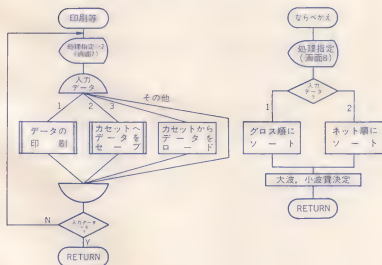 印刷等
処理指定-2
(画面7)
入力
データ
1
2
3
その他
データの
印刷
カセットへ
データを
セーブ
カセットから
データを
ロード
N
入力データ
Y
RETURN
ならべかえ
処理指定
(画面8)
入力
データ
?
1
2
グロス順に
ソート
ネット順に
ソート
大波,小波賞決定
RETURN